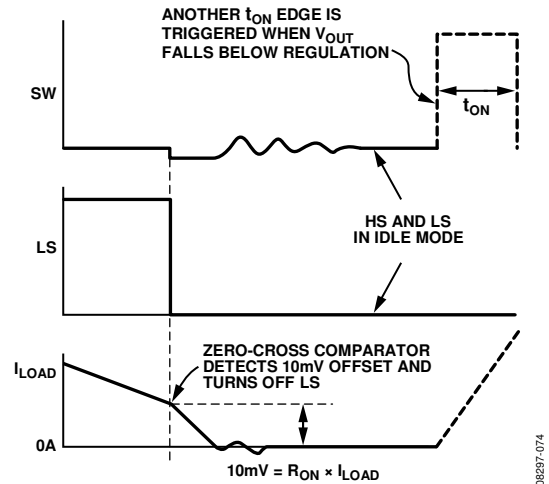 ANOTHER tON EDGE IS
TRIGGERED WHEN VOUT
FALLS BELOW REGULATION
SW
tON
HS AND LS
IN IDLE MODE
LS
ZERO-CROSS COMPARATOR
DETECTS 10mV OFFSET AND
TURNS OFF LS
ILOAD
0A
10mV = RON × ILOAD
08297-074